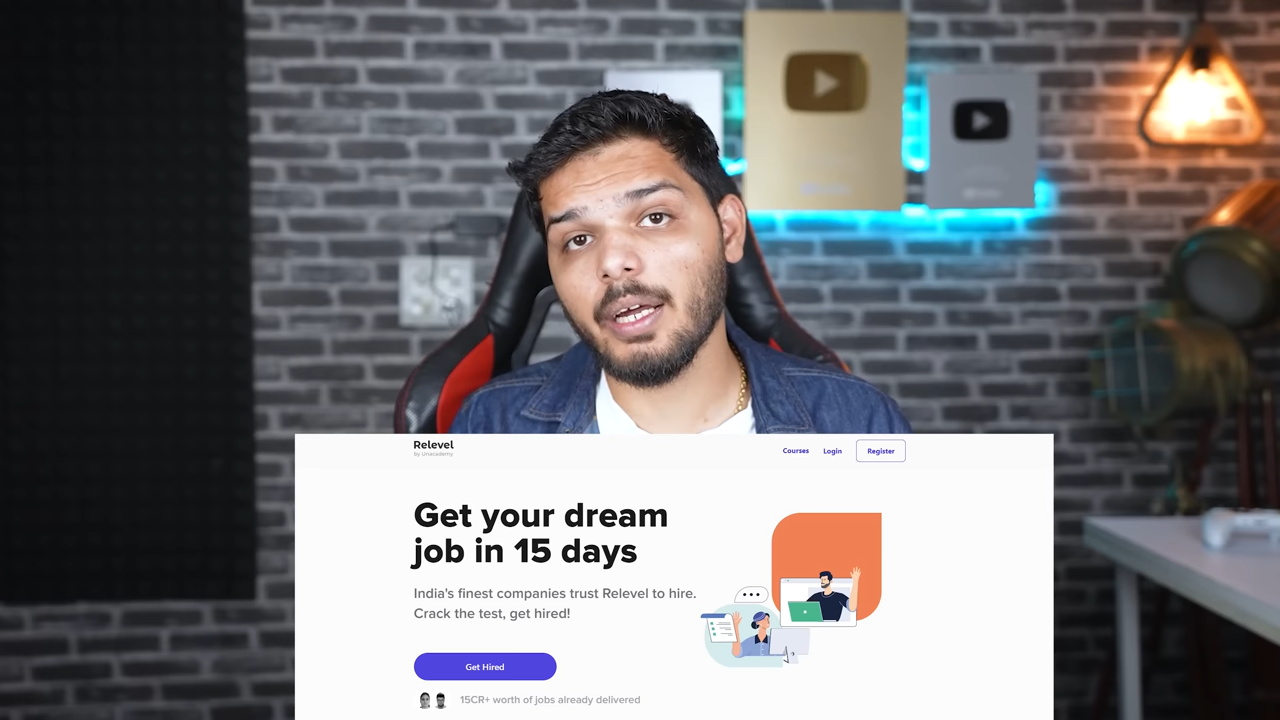 Relevel
by Unacademy
Courses Login Register
Get your dream
job in 15 days
India's finest companies trust Relevel to hire.
Crack the test, get hired!
Get Hired
15CR+ worth of jobs already delivered